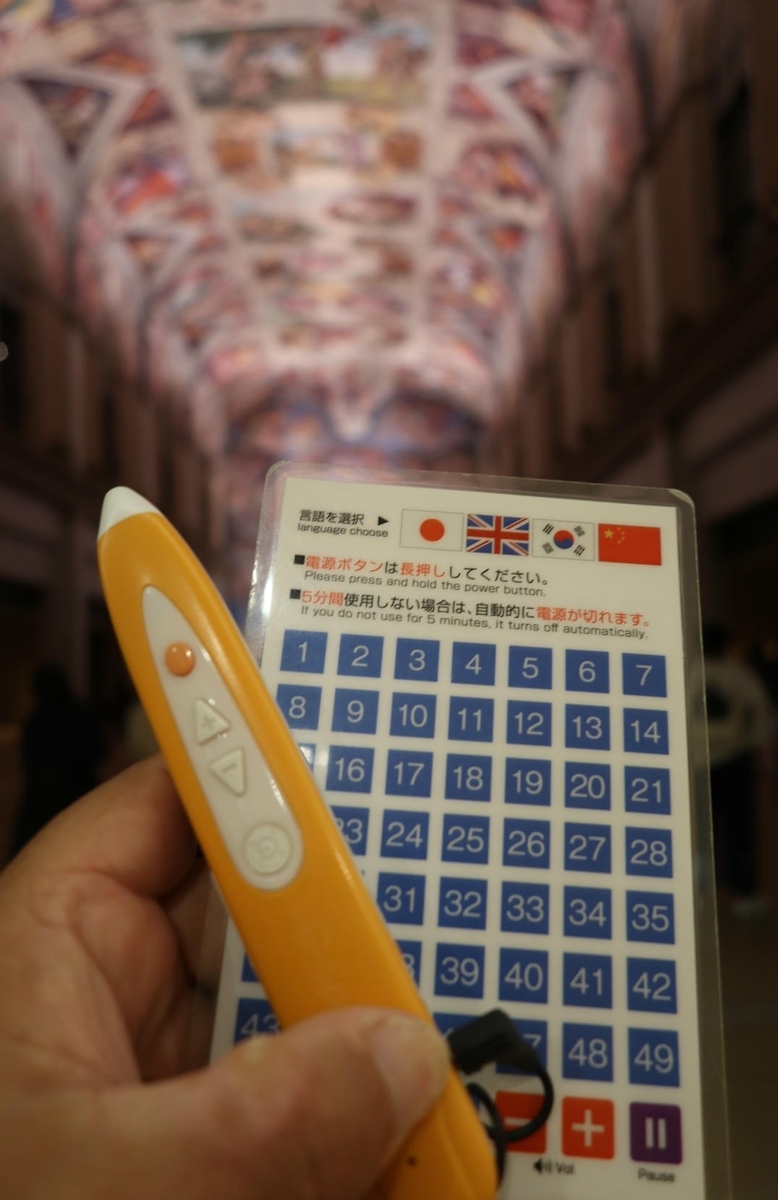 言語を選択 ▶
language choose
■電源ボタンは長押ししてください。
Please press and hold the power button.
■5分間使用しない場合は、自動的に電源が切れます。
If you do not use for 5 minutes, it turns off automatically.
1 2 3 4 5 6 7
8 9 10 11 12 13 14
16 17 18 19 20 21
23 24 25 26 27 28
31 32 33 34 35
39 40 41 42
43 48 49
− +
Vol Pause
+
−